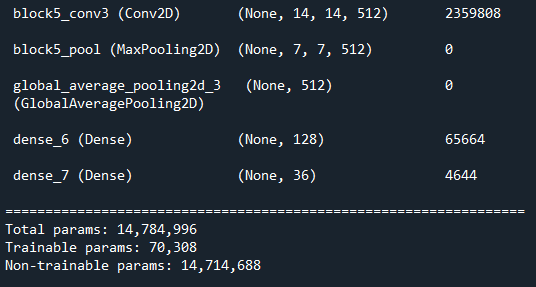 block5_conv3 (Conv2D) (None, 14, 14, 512) 2359808
block5_pool (MaxPooling2D) (None, 7, 7, 512) 0
global_average_pooling2d_3 (None, 512) 0
(GlobalAveragePooling2D)
dense_6 (Dense) (None, 128) 65664
dense_7 (Dense) (None, 36) 4644
=================================================================
Total params: 14,784,996
Trainable params: 70,308
Non-trainable params: 14,714,688